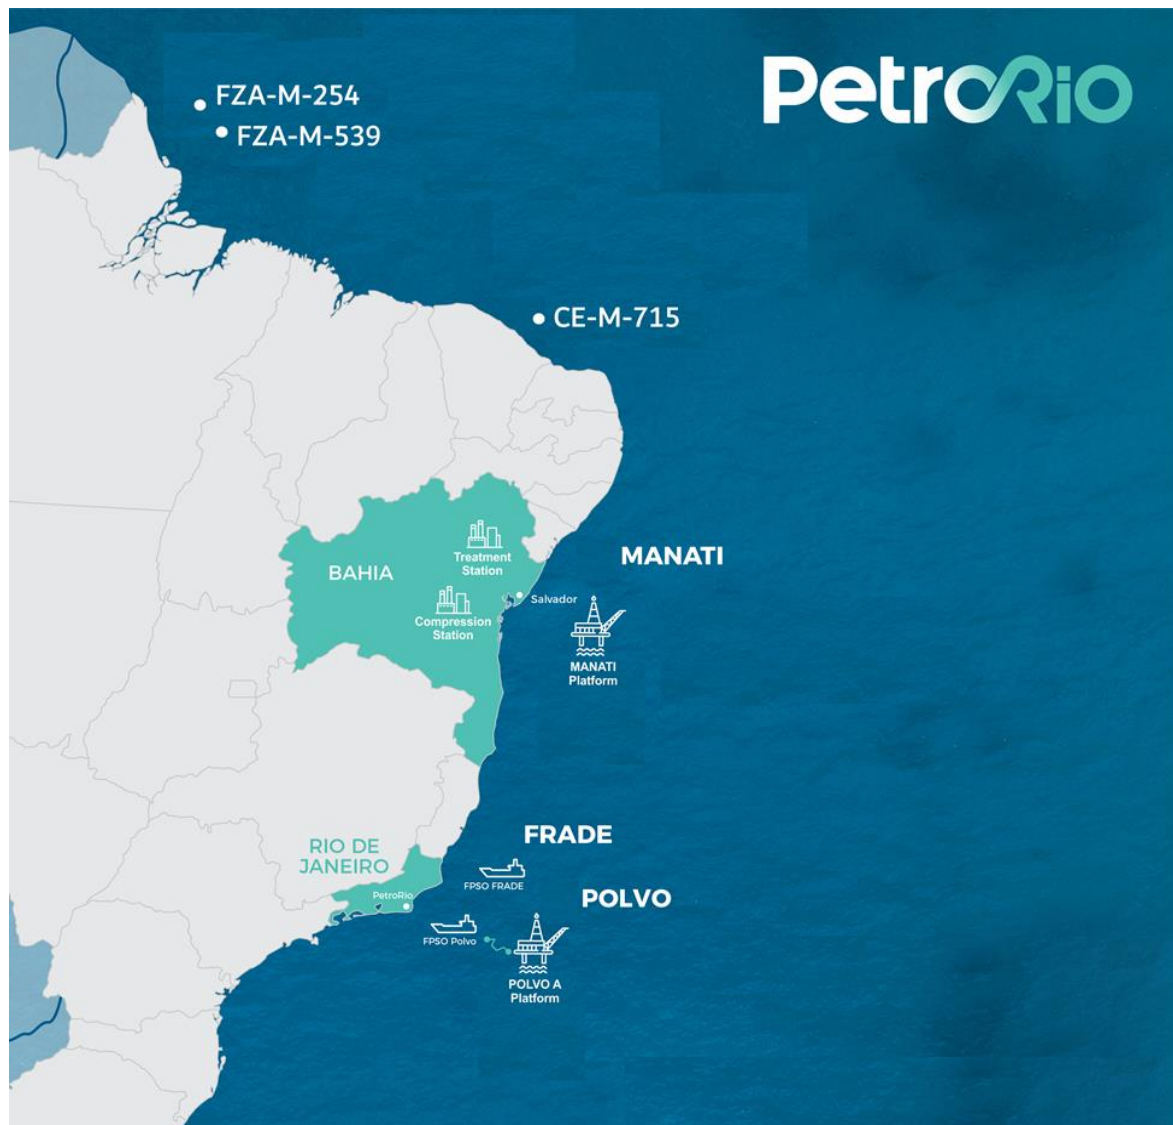 PetroRio
FZA-M-254
FZA-M-539
CE-M-715
MANATI
Treatment
Station
BAHIA
Salvador
Compression
Station
MANATI
Platform
FRADE
RIO DE
JANEIRO
FPSO FRADE
PetroRio
POLVO
FPSO Polvo
POLVO A
Platform